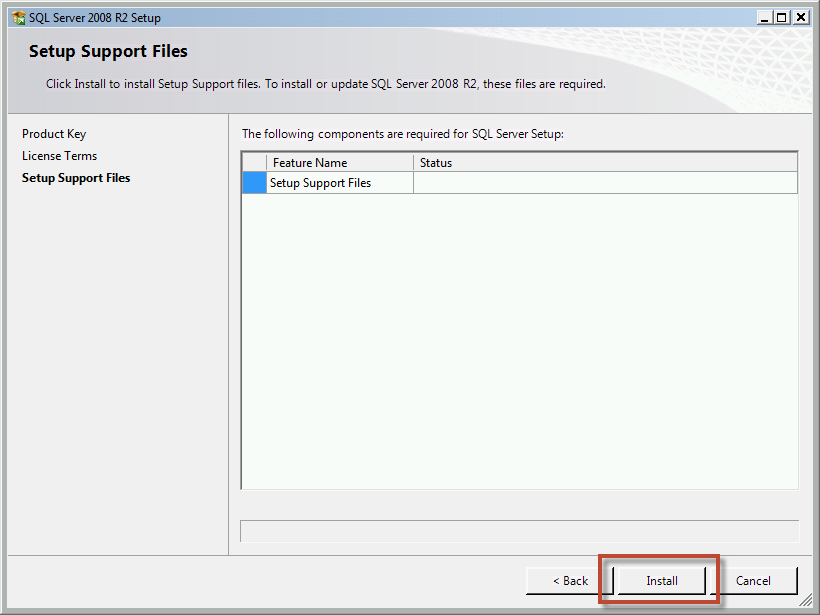 SQL Server 2008 R2 Setup
Setup Support Files
Click Install to install Setup Support files. To install or update SQL Server 2008 R2, these files are required.
Product Key
License Terms
Setup Support Files
The following components are required for SQL Server Setup:
Feature Name Status
Setup Support Files
< Back Install Cancel